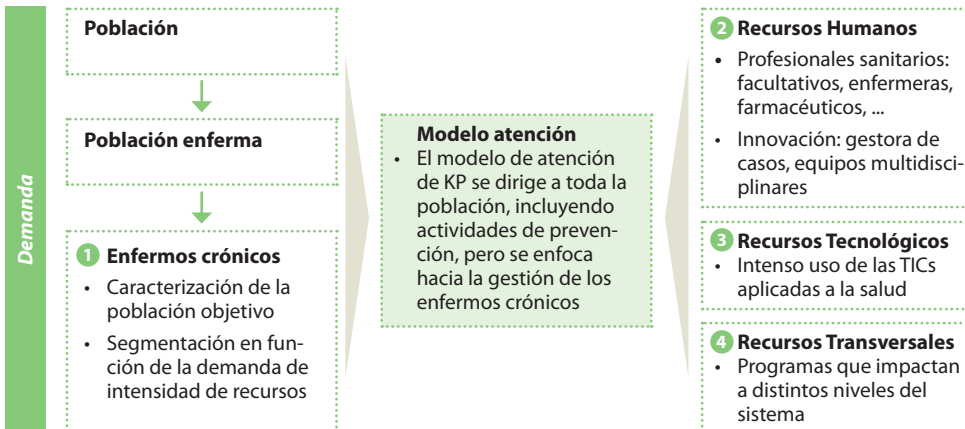 Demanda
Población
Población enferma
1 Enfermos crónicos
• Caracterización de la
población objetivo
• Segmentación en fun-
ción de la demanda de
intensidad de recursos
Modelo atención
• El modelo de atención
de KP se dirige a toda la
población, incluyendo
actividades de preven-
ción, pero se enfoca
hacia la gestión de los
enfermos crónicos
2 Recursos Humanos
• Profesionales sanitarios:
facultativos, enfermeras,
farmacéuticos, ...
• Innovación: gestora de
casos, equipos multidisci-
plinares
3 Recursos Tecnológicos
• Intenso uso de las TICs
aplicadas a la salud
4 Recursos Transversales
• Programas que impactan
a distintos niveles del
sistema